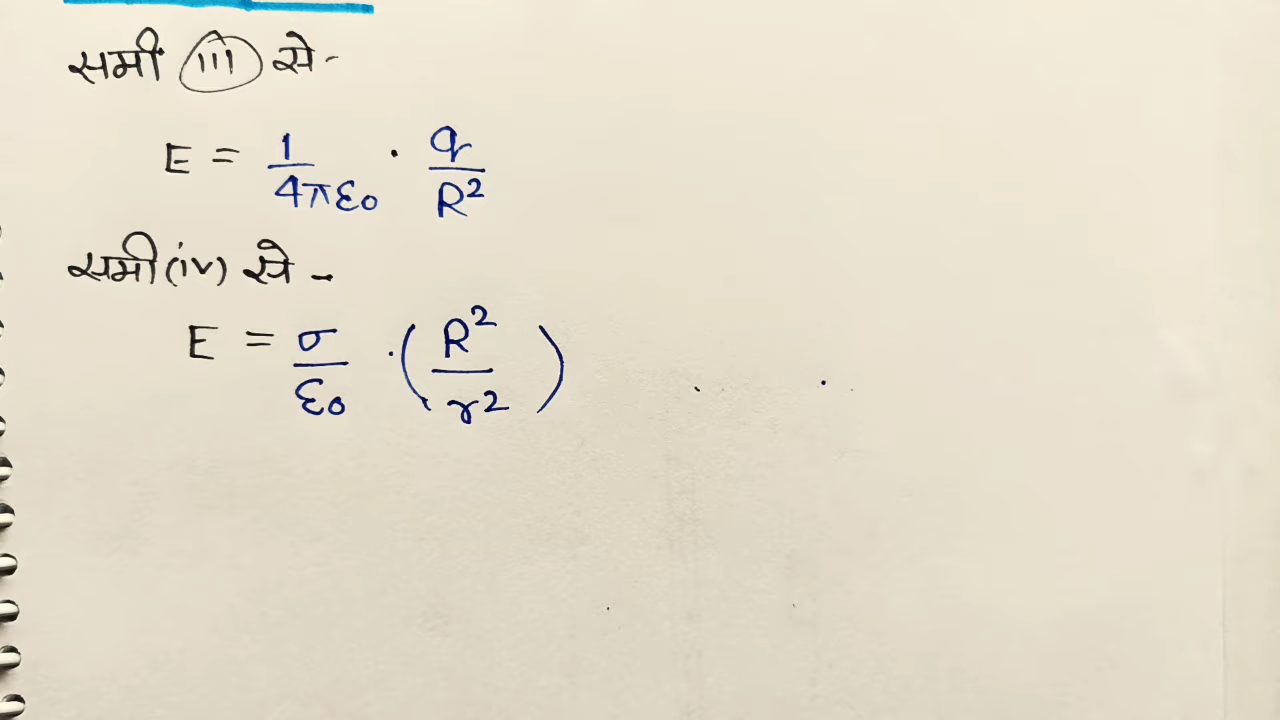 समीं (iii) से-
E = 1/4πε₀ · q/R²
समी (iv) से -
E = σ/ε₀ · (R²/r²)